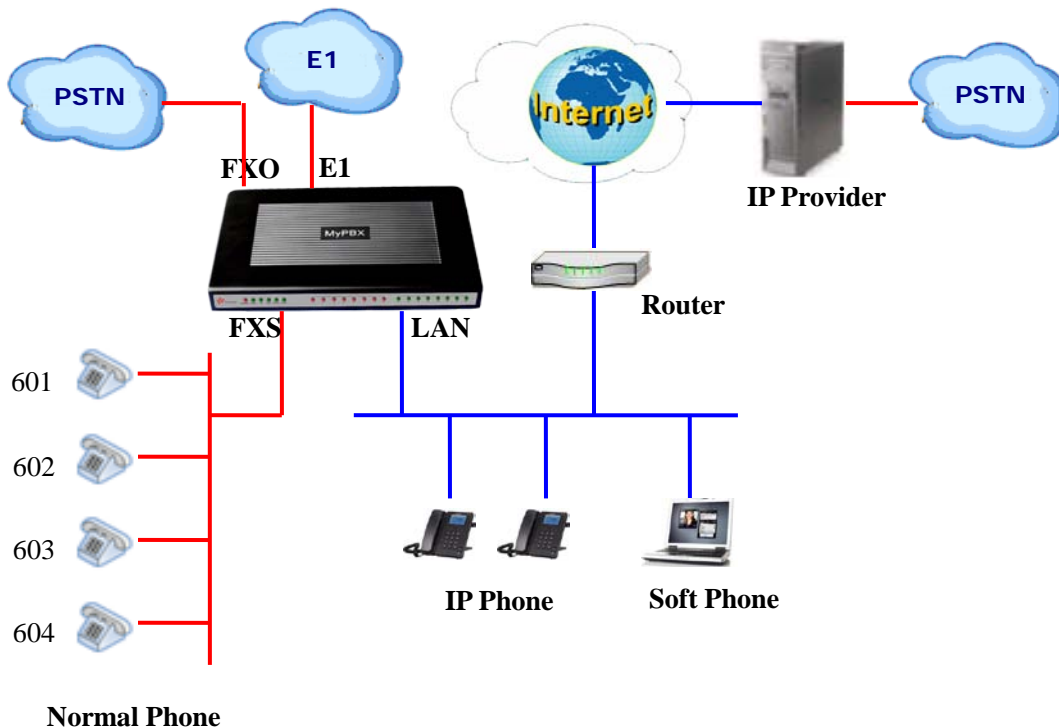 PSTN
E1
Internet
PSTN
FXO
E1
IP Provider
MyPBX
Router
FXS
LAN
601
602
603
604
IP Phone
Soft Phone
Normal Phone